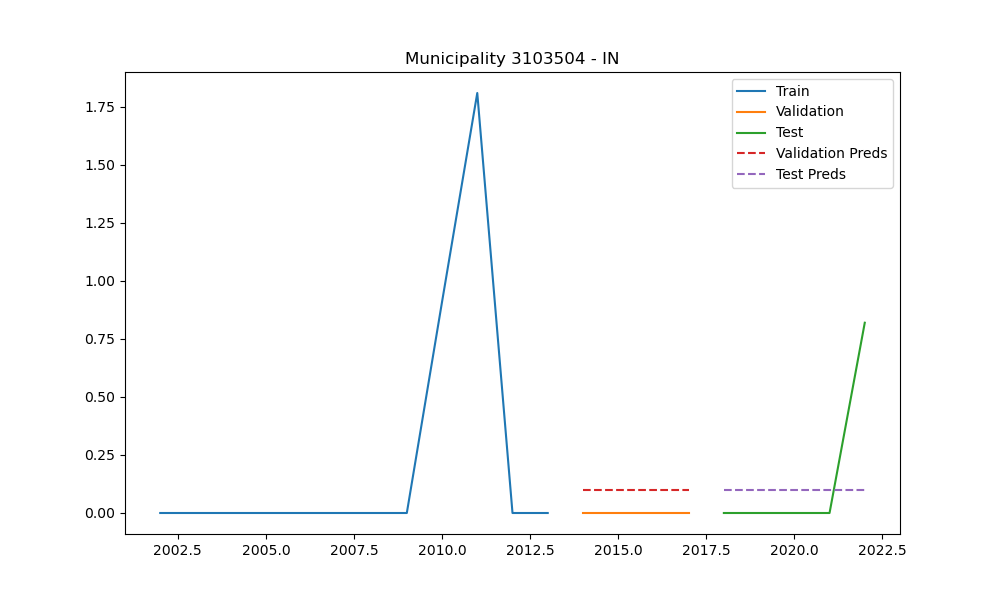 Municipality 3103504 - IN
Train
Validation
Test
Validation Preds
Test Preds
1.75
1.50
1.25
1.00
0.75
0.50
0.25
0.00
2002.5 2005.0 2007.5 2010.0 2012.5 2015.0 2017.5 2020.0 2022.5